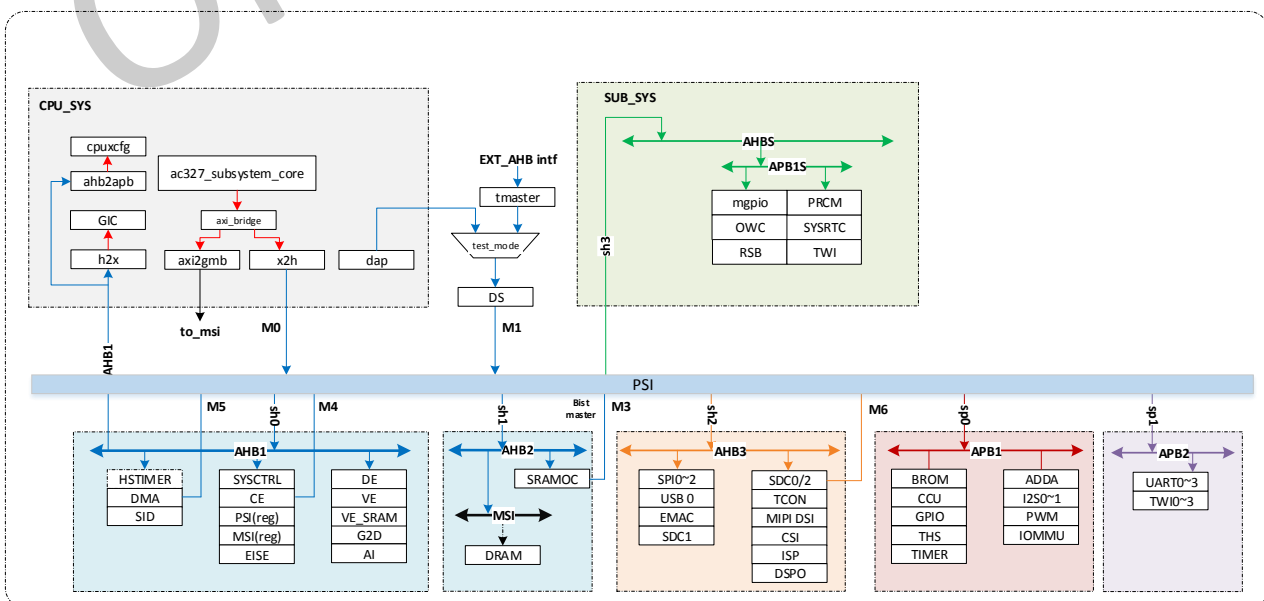 CPU_SYS
cpuxcfg
ahb2apb
GIC
h2x
ac327_subsystem_core
axi_bridge
axi2gmb
x2h
dap
to_msi
M0
AHB1
EXT_AHB intf
tmaster
test_mode
DS
M1
SUB_SYS
AHBS
APB1S
mgpio PRCM
OWC SYSRTC
RSB TWI
sh3
PSI
M5
sh0
M4
sh1
Bist
master
M3
sh2
M6
sp0
sp1
AHB1
HSTIMER SYSCTRL DE
DMA CE VE
SID PSI(reg) VE_SRAM
MSI(reg) G2D
EISE AI
AHB2
SRAMOC
MSI
DRAM
AHB3
SPI0~2 SDC0/2
USB 0 TCON
EMAC MIPI DSI
SDC1 CSI
ISP
DSPO
APB1
BROM ADDA
CCU I2S0~1
GPIO PWM
THS IOMMU
TIMER
APB2
UART0~3
TWI0~3